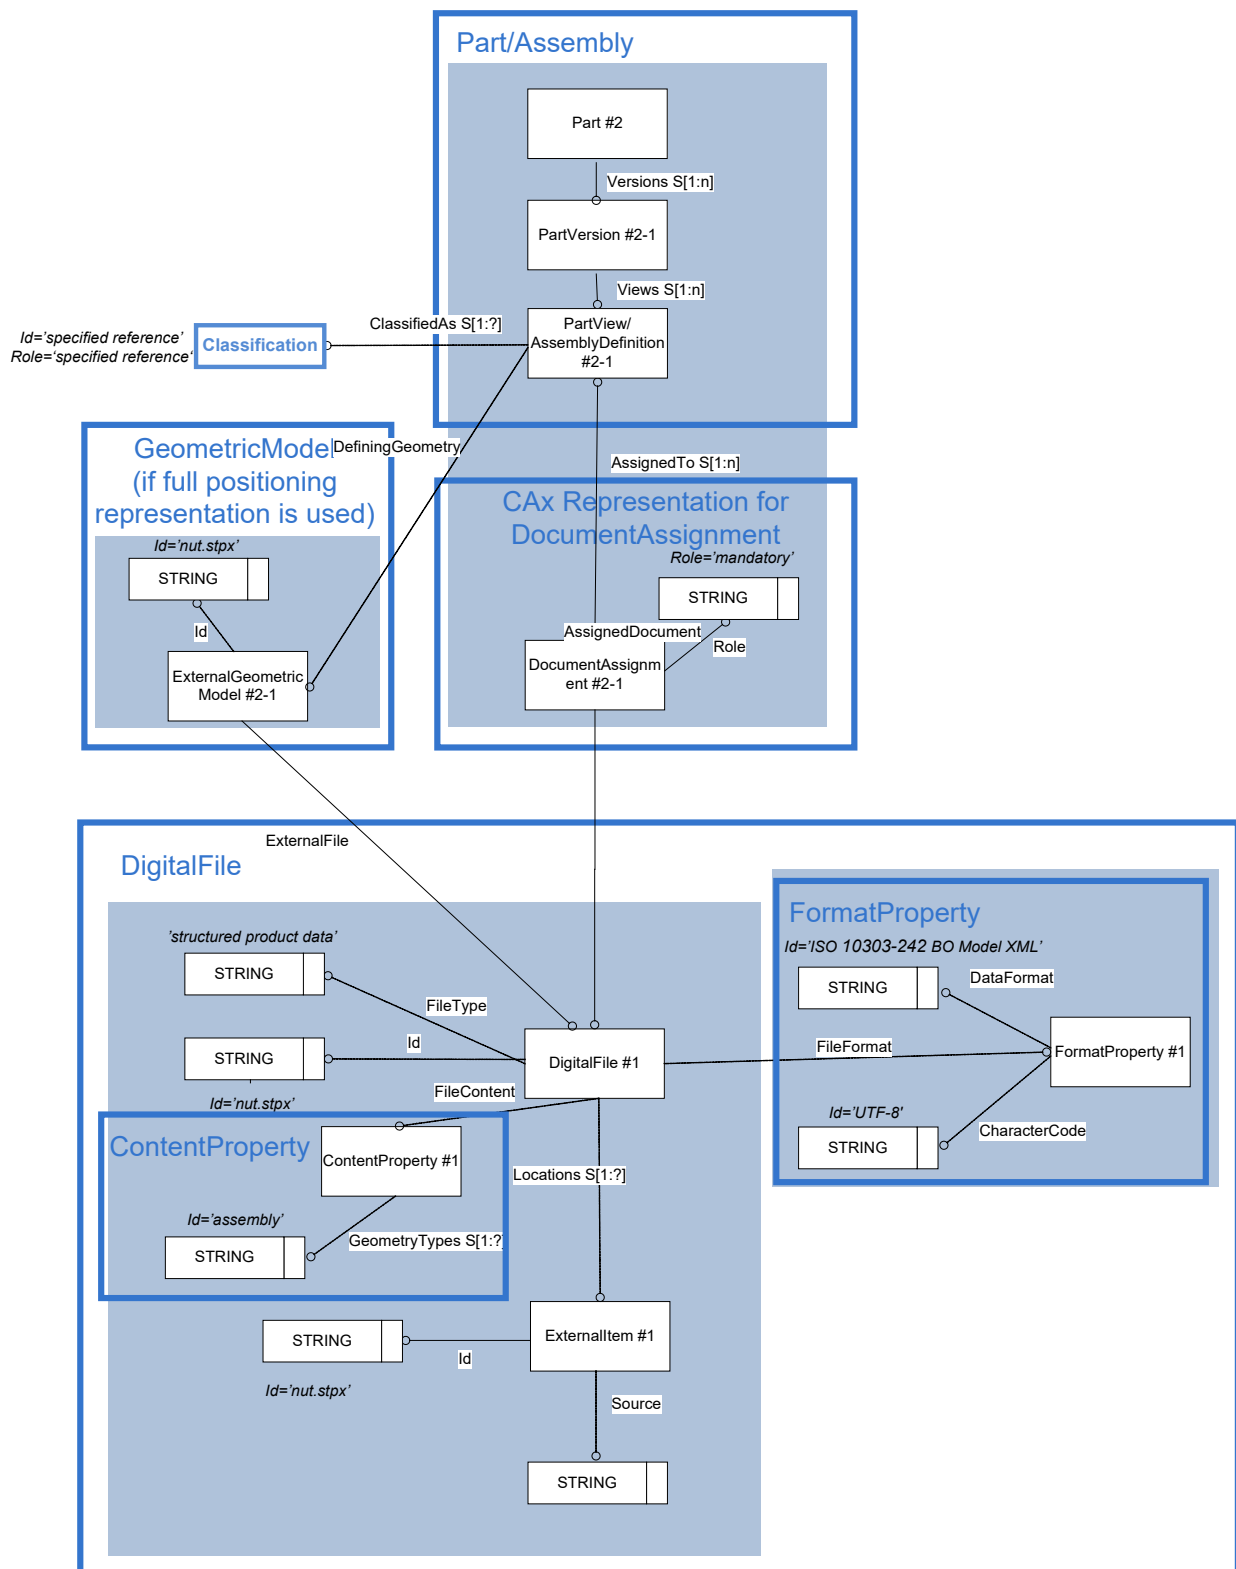 Part/Assembly
Part #2
Versions S[1:n]
PartVersion #2-1
Views S[1:n]
ClassifiedAs S[1:?]
PartView/
AssemblyDefinition
#2-1
Id='specified reference'
Role='specified reference'
Classification
GeometricModel
(if full positioning
representation is used)
DefiningGeometry
AssignedTo S[1:n]
CAx Representation for
DocumentAssignment
Id='nut.stpx'
STRING
Id
ExternalGeometric
Model #2-1
Role='mandatory'
STRING
AssignedDocument
Role
DocumentAssignm
ent #2-1
ExternalFile
DigitalFile
FormatProperty
'structured product data'
STRING
FileType
Id='ISO 10303-242 BO Model XML'
STRING
DataFormat
STRING
Id
DigitalFile #1
FileFormat
FormatProperty #1
Id='nut.stpx'
FileContent
Id='UTF-8'
STRING
CharacterCode
ContentProperty
ContentProperty #1
Locations S[1:?]
Id='assembly'
STRING
GeometryTypes S[1:?]
STRING
Id
ExternalItem #1
Id='nut.stpx'
Source
STRING